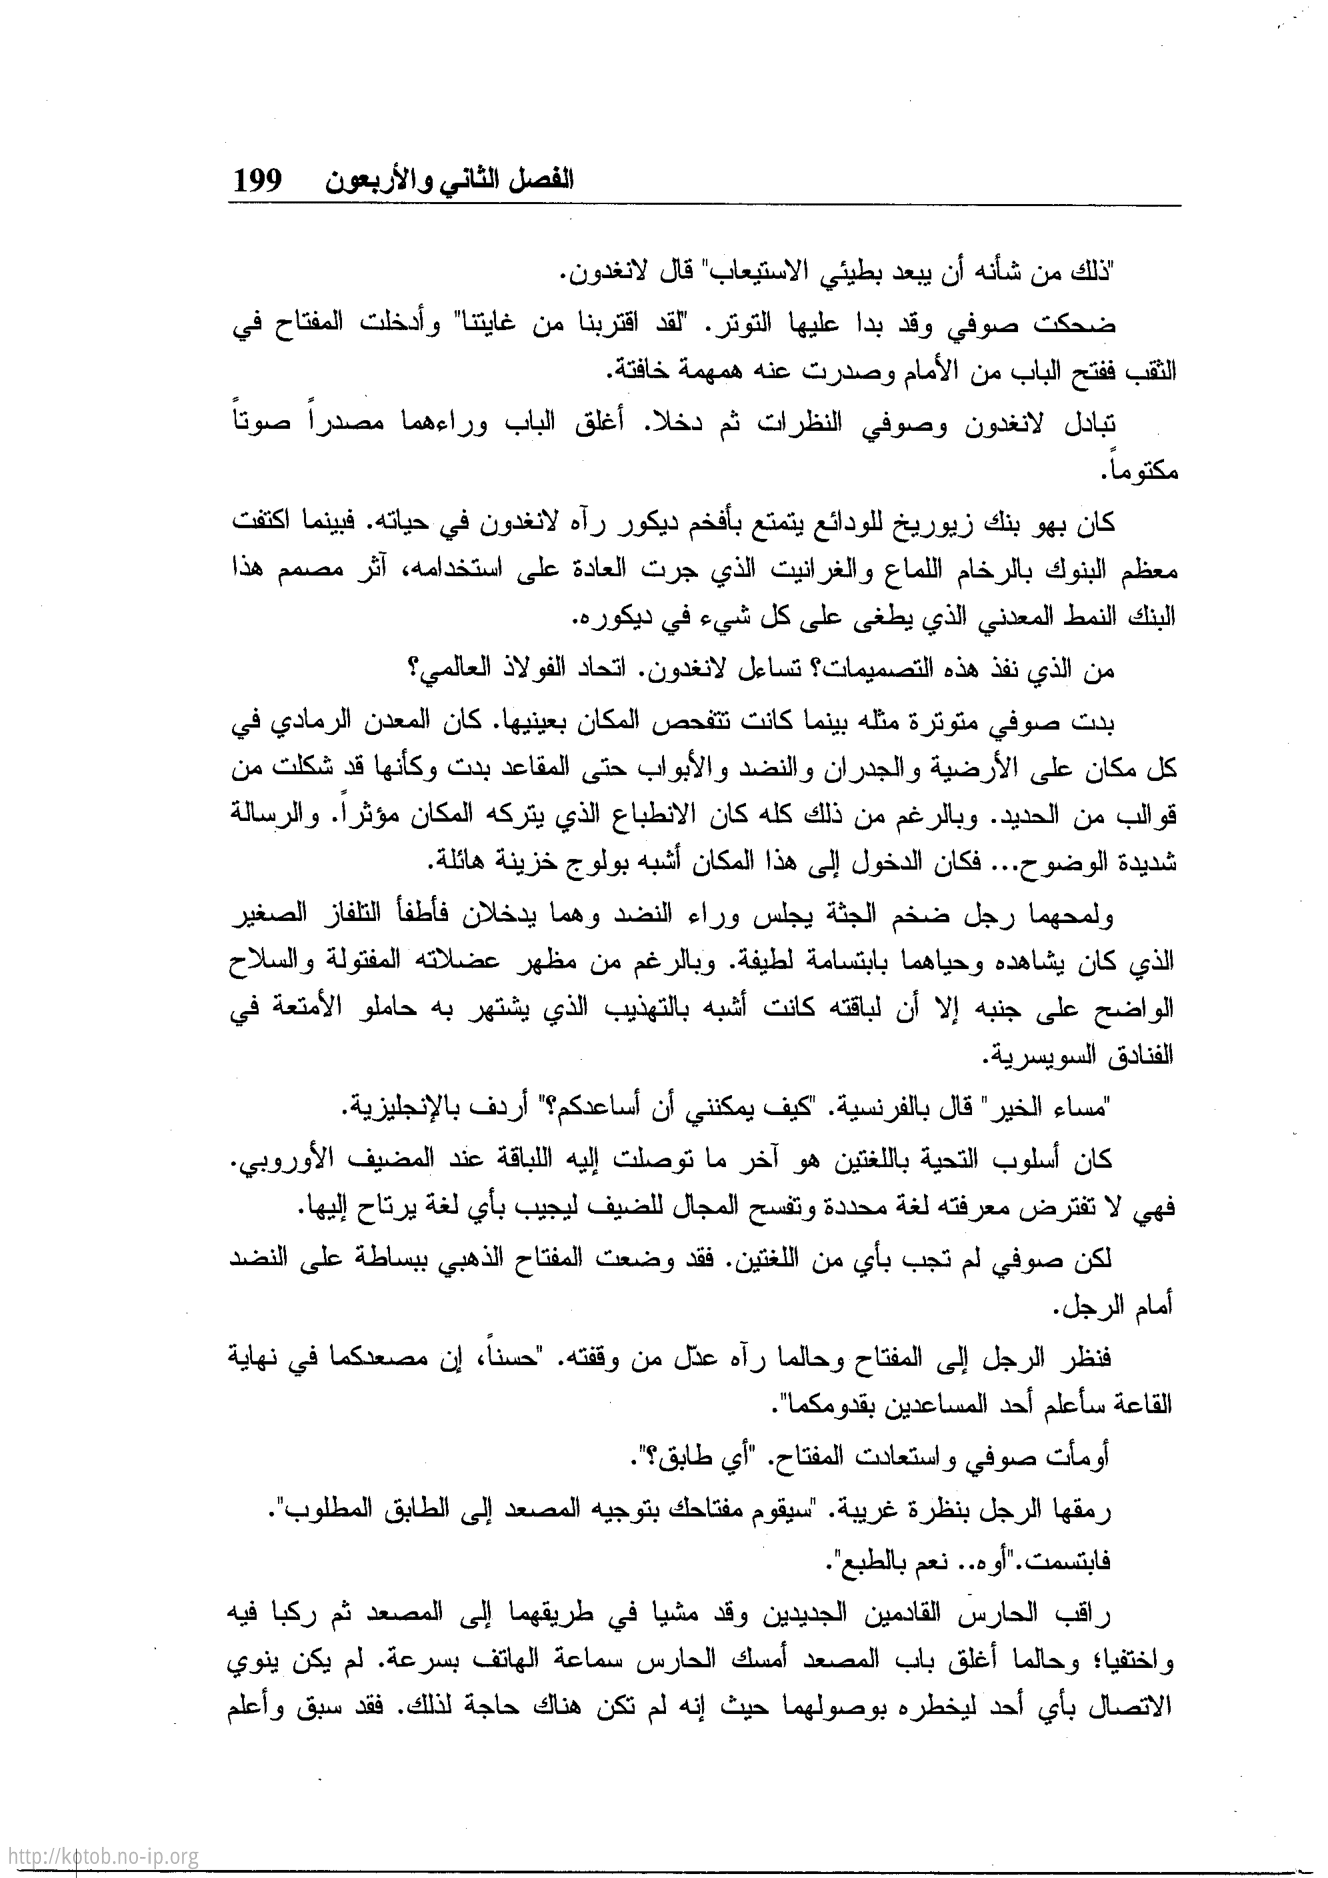 الفصل الثاني والأربعون 199
"ذلك من شأنه أن يبعد بطيئي الاستيعاب" قال لانغدون.
ضحكت صوفي وقد بدا عليها التوتر. "لقد اقتربنا من غايتنا" وأدخلت المفتاح في
الثقب ففتح الباب من الأمام وصدرت عنه همهمة خافتة.
تبادل لانغدون وصوفي النظرات ثم دخلا. أغلق الباب وراءهما مصدراً صوتاً
مكتوماً.
كان بهو بنك زيوريخ للودائع يتمتع بأفخم ديكور رآه لانغدون في حياته. فبينما اكتفت
معظم البنوك بالرخام اللماع والغرانيت الذي جرت العادة على استخدامه، آثر مصمم هذا
البنك النمط المعدني الذي يطغى على كل شيء في ديكوره.
من الذي نفذ هذه التصميمات؟ تساءل لانغدون. اتحاد الفولاذ العالمي؟
بدت صوفي متوترة مثله بينما كانت تتفحص المكان بعينيها. كان المعدن الرمادي في
كل مكان على الأرضية والجدران والنضد والأبواب حتى المقاعد بدت وكأنها قد شكلت من
قوالب من الحديد. وبالرغم من ذلك كله كان الانطباع الذي يتركه المكان مؤثراً. والرسالة
شديدة الوضوح... فكان الدخول إلى هذا المكان أشبه بولوج خزينة هائلة.
ولمحهما رجل ضخم الجثة يجلس وراء النضد وهما يدخلان فأطفأ التلفاز الصغير
الذي كان يشاهده وحياهما بابتسامة لطيفة. وبالرغم من مظهر عضلاته المفتولة والسلاح
الواضح على جنبه إلا أن لباقته كانت أشبه بالتهذيب الذي يشتهر به حاملو الأمتعة في
الفنادق السويسرية.
"مساء الخير" قال بالفرنسية. "كيف يمكنني أن أساعدكم؟" أردف بالإنجليزية.
كان أسلوب التحية باللغتين هو آخر ما توصلت إليه اللباقة عند المضيف الأوروبي.
فهي لا تفترض معرفته لغة محددة وتفسح المجال للضيف ليجيب بأي لغة يرتاح إليها.
لكن صوفي لم تجب بأي من اللغتين. فقد وضعت المفتاح الذهبي ببساطة على النضد
أمام الرجل.
فنظر الرجل إلى المفتاح وحالما رآه عدّل من وقفته. "حسناً، إن مصعدكما في نهاية
القاعة سأعلم أحد المساعدين بقدومكما".
أومأت صوفي واستعادت المفتاح. "أي طابق؟".
رمقها الرجل بنظرة غريبة. "سيقوم مفتاحك بتوجيه المصعد إلى الطابق المطلوب".
فابتسمت."أوه.. نعم بالطبع".
راقب الحارس القادمين الجديدين وقد مشيا في طريقهما إلى المصعد ثم ركبا فيه
واختفيا؛ وحالما أغلق باب المصعد أمسك الحارس سماعة الهاتف بسرعة. لم يكن ينوي
الاتصال بأي أحد ليخطره بوصولهما حيث إنه لم تكن هناك حاجة لذلك. فقد سبق وأعلم
http://kotob.no-ip.org